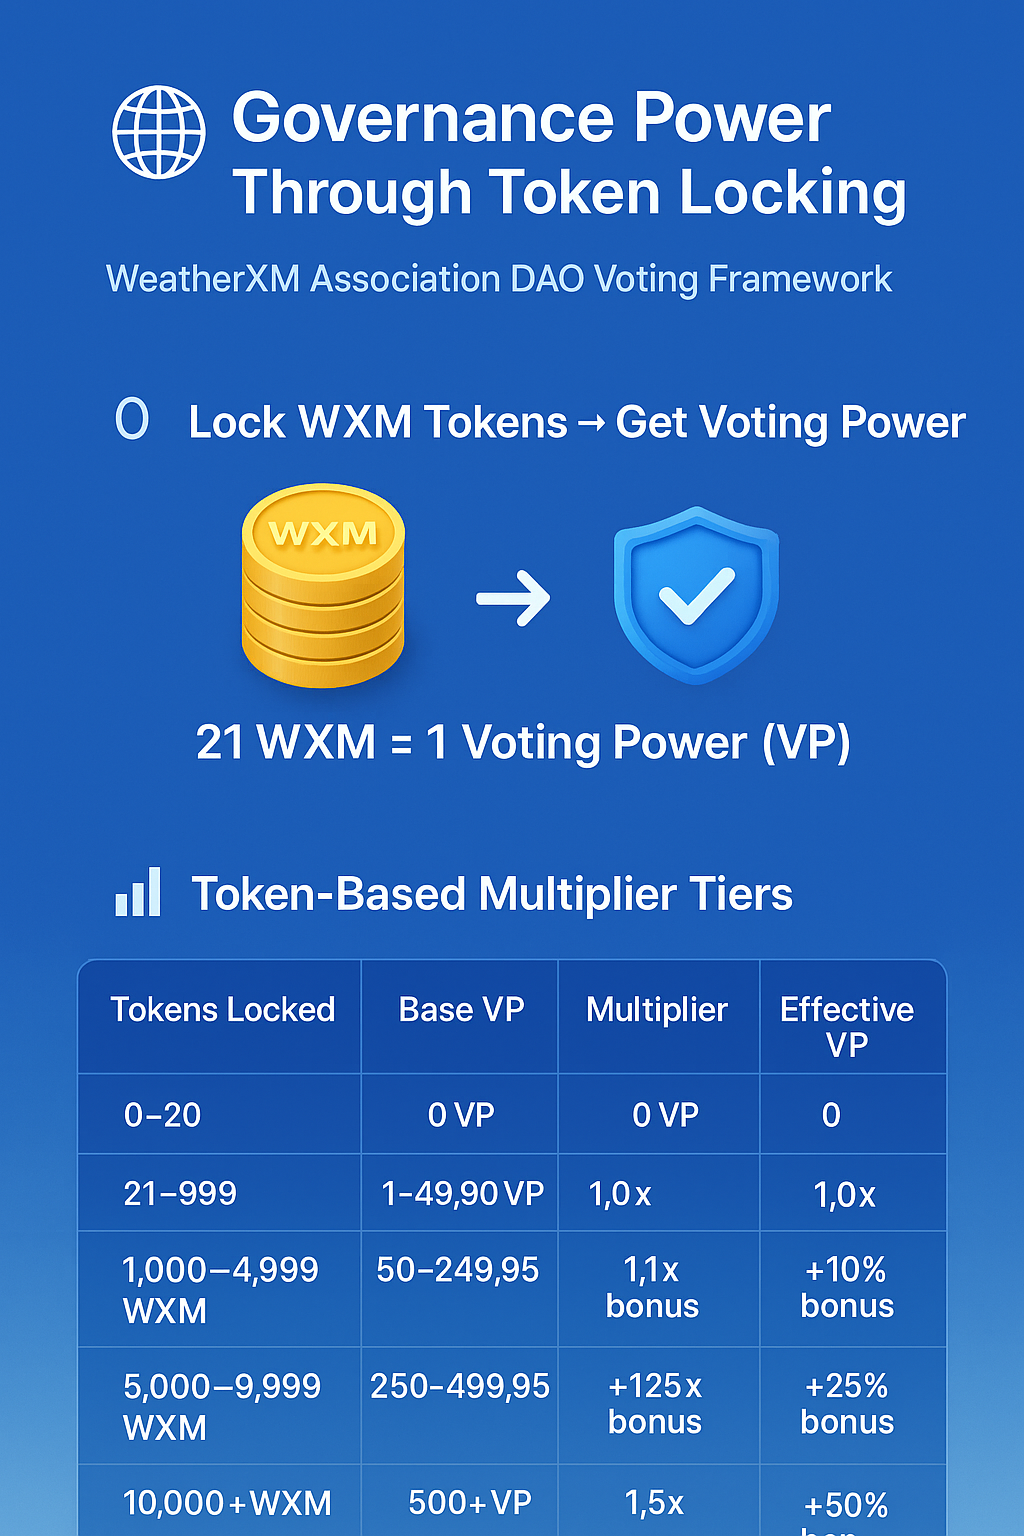 Governance Power
Through Token Locking
WeatherXM Association DAO Voting Framework
0 Lock WXM Tokens → Get Voting Power
WXM
21 WXM = 1 Voting Power (VP)
Token-Based Multiplier Tiers
Tokens Locked Base VP Multiplier Effective
VP
0–20 0 VP 0 VP 0
21–999 1-49,90 VP 1,0x 1,0x
1,000–4,999 50-249,95 1,1x +10%
WXM bonus bonus
5,000–9,999 250-499,95 +125x +25%
WXM bonus bonus
10,000+WXM 500+VP 1,5x +50%